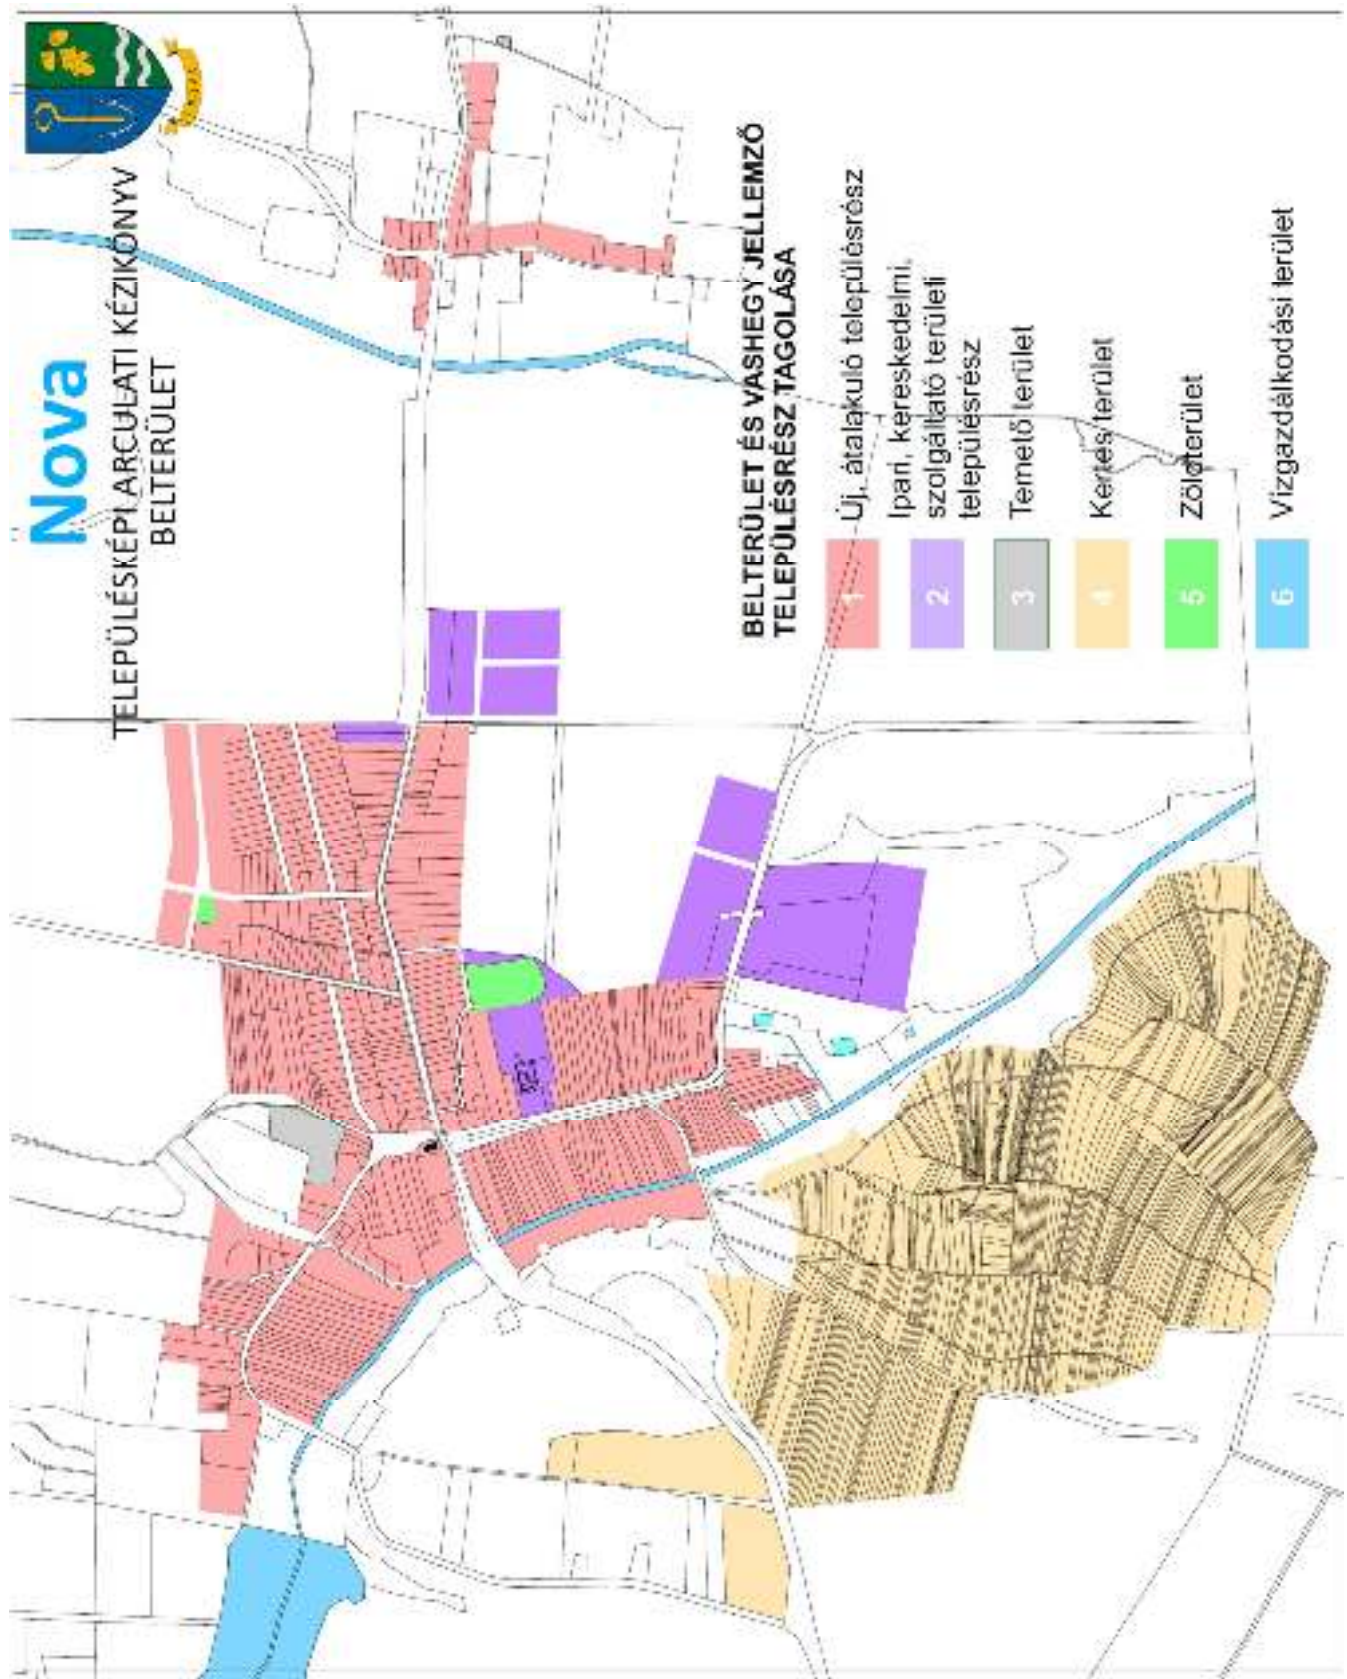 Nova
TELEPÜLÉSKÉPI ARCULATI KÉZIKÖNYV
BELTERÜLET
BELTERÜLET ÉS VASHEGY JELLEMZŐ
TELEPÜLÉSRÉSZ TAGOLÁSA
1 Új, átalakuló településrész
2 Ipari, kereskedelmi,
szolgáltató területi
településrész
3 Temető terület
4 Kertes terület
5 Zöldterület
6 Vízgazdálkodási terület